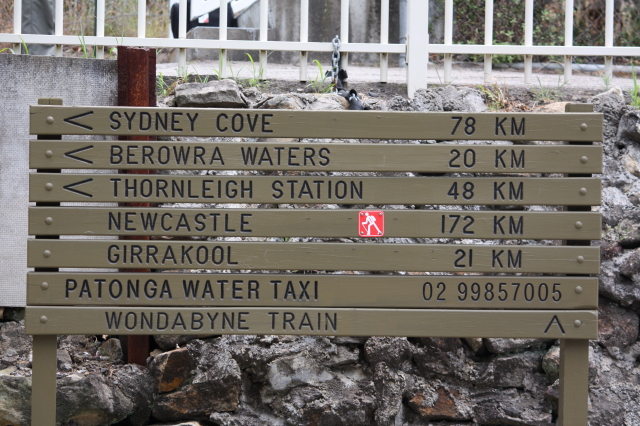 < SYDNEY COVE 78 KM
< BEROWRA WATERS 20 KM
< THORNLEIGH STATION 48 KM
NEWCASTLE 172 KM
GIRRAKOOL 21 KM
PATONGA WATER TAXI 02 99857005
WONDABYNE TRAIN ^